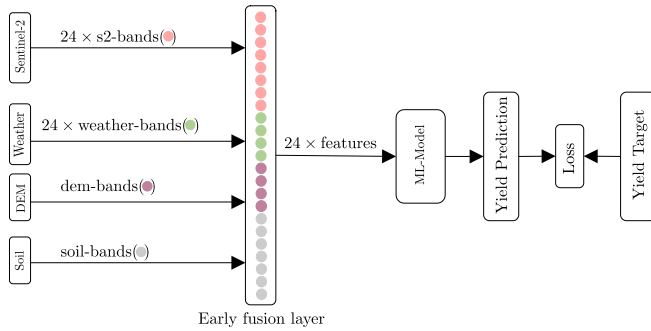 Sentinel-2
24 × s2-bands()
Weather
24 × weather-bands()
DEM
dem-bands()
Soil
soil-bands()
Early fusion layer
24 × features
ML-Model
Yield Prediction
Loss
Yield Target